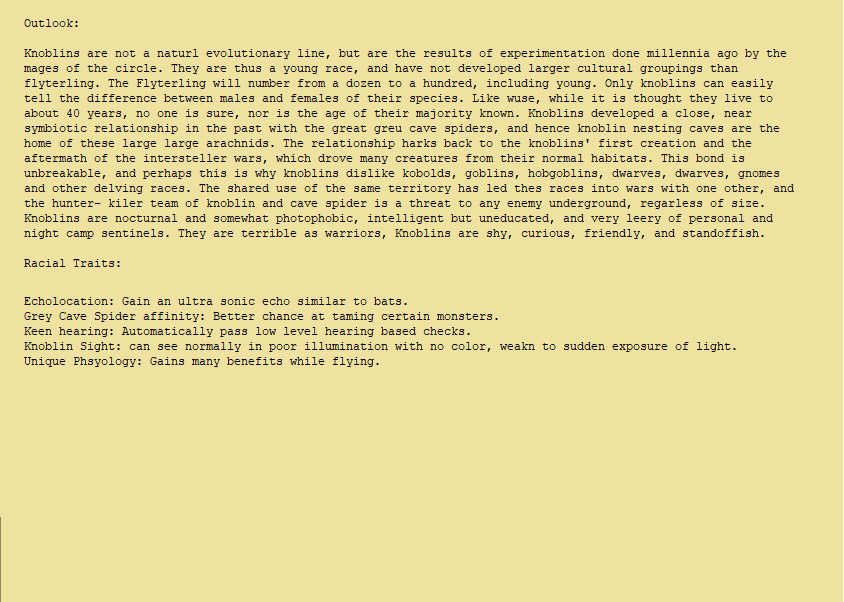 Outlook:
Knoblins are not a naturl evolutionary line, but are the results of experimentation done millennia ago by the
mages of the circle. They are thus a young race, and have not developed larger cultural groupings than
flyterling. The Flyterling will number from a dozen to a hundred, including young. Only knoblins can easily
tell the difference between males and females of their species. Like wuse, while it is thought they live to
about 40 years, no one is sure, nor is the age of their majority known. Knoblins developed a close, near
symbiotic relationship in the past with the great greu cave spiders, and hence knoblin nesting caves are the
home of these large large arachnids. The relationship harks back to the knoblins' first creation and the
aftermath of the intersteller wars, which drove many creatures from their normal habitats. This bond is
unbreakable, and perhaps this is why knoblins dislike kobolds, goblins, hobgoblins, dwarves, dwarves, gnomes
and other delving races. The shared use of the same territory has led thes races into wars with one other, and
the hunter- kiler team of knoblin and cave spider is a threat to any enemy underground, regarless of size.
Knoblins are nocturnal and somewhat photophobic, intelligent but uneducated, and very leery of personal and
night camp sentinels. They are terrible as warriors, Knoblins are shy, curious, friendly, and standoffish.
Racial Traits:
Echolocation: Gain an ultra sonic echo similar to bats.
Grey Cave Spider affinity: Better chance at taming certain monsters.
Keen hearing: Automatically pass low level hearing based checks.
Knoblin Sight: can see normally in poor illumination with no color, weakn to sudden exposure of light.
Unique Phsyology: Gains many benefits while flying.